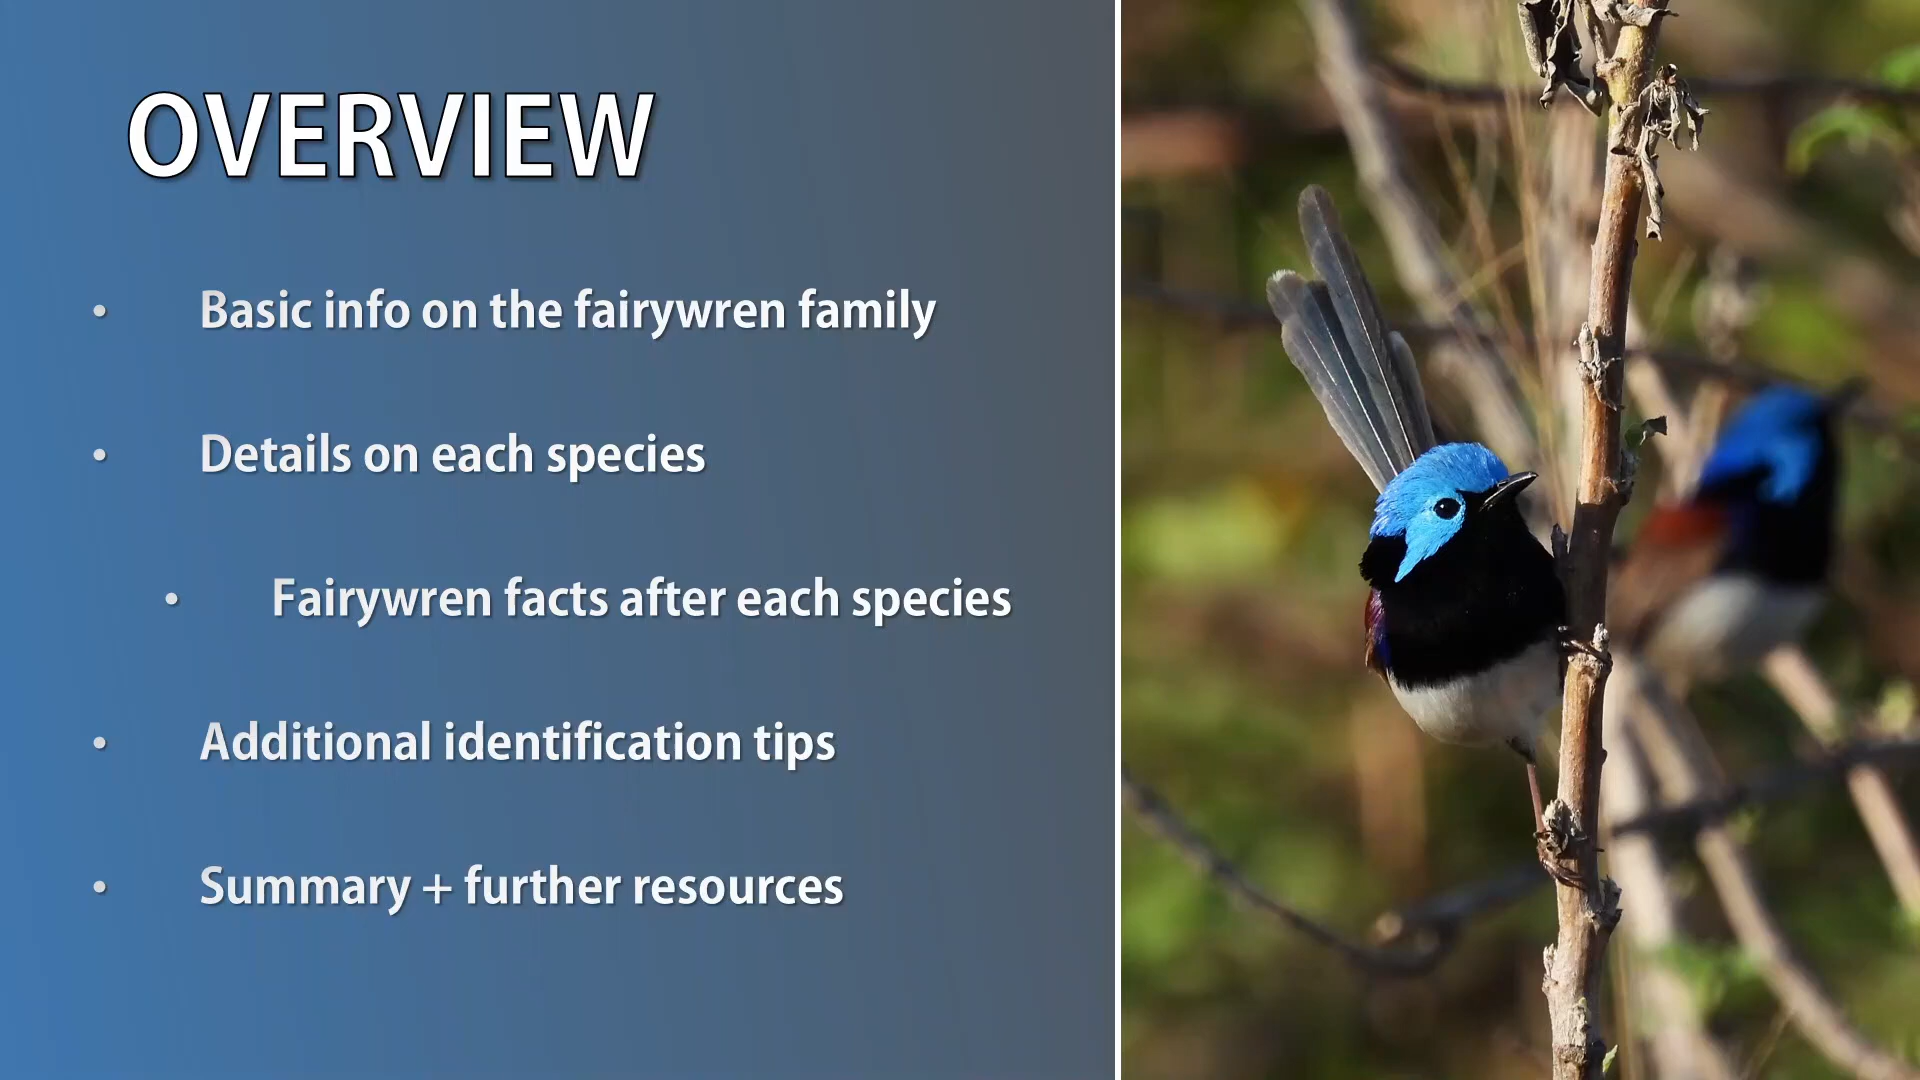 OVERVIEW
• Basic info on the fairywren family
• Details on each species
• Fairywren facts after each species
• Additional identification tips
• Summary + further resources